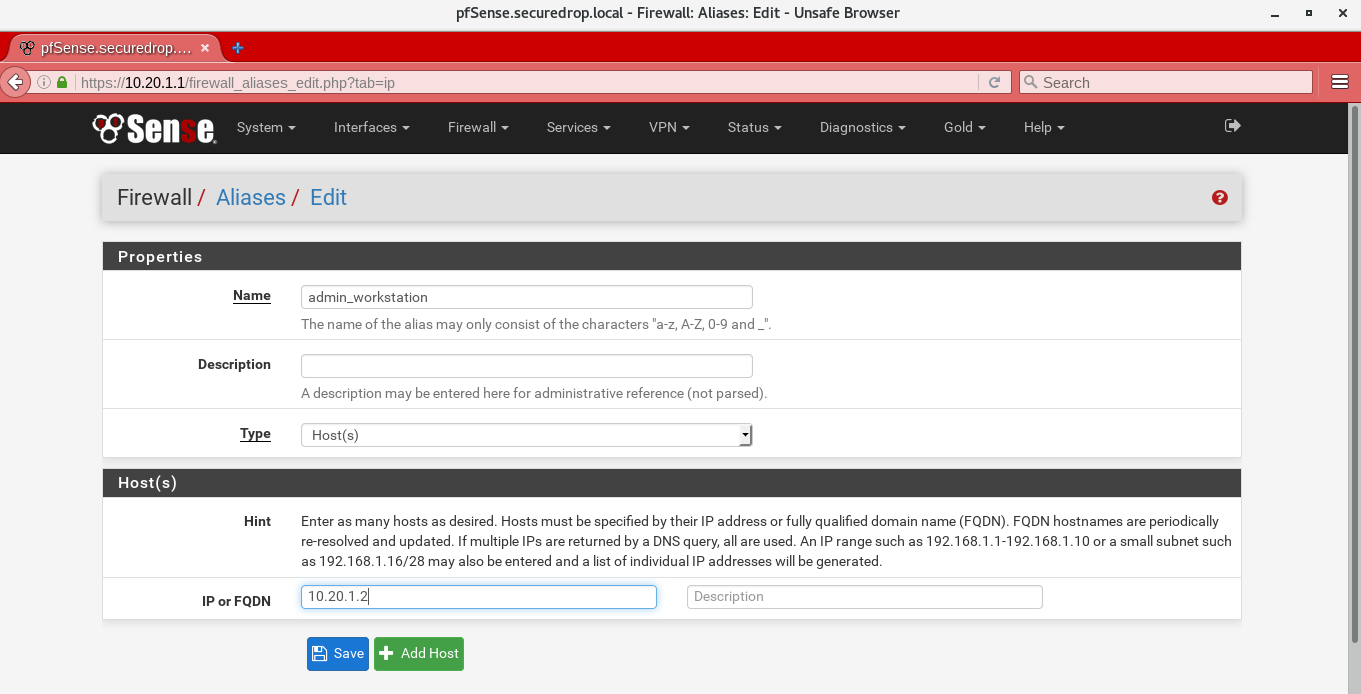 pfSense.securedrop.local - Firewall: Aliases: Edit - Unsafe Browser
pfSense.securedrop.…
https://10.20.1.1/firewall_aliases_edit.php?tab=ip
Search
Sense
System
Interfaces
Firewall
Services
VPN
Status
Diagnostics
Gold
Help
Firewall / Aliases / Edit
Properties
Name
admin_workstation
The name of the alias may only consist of the characters "a-z, A-Z, 0-9 and _".
Description
A description may be entered here for administrative reference (not parsed).
Type
Host(s)
Host(s)
Hint
Enter as many hosts as desired. Hosts must be specified by their IP address or fully qualified domain name (FQDN). FQDN hostnames are periodically
re-resolved and updated. If multiple IPs are returned by a DNS query, all are used. An IP range such as 192.168.1.1-192.168.1.10 or a small subnet such
as 192.168.1.16/28 may also be entered and a list of individual IP addresses will be generated.
IP or FQDN
10.20.1.2
Description
Save
Add Host